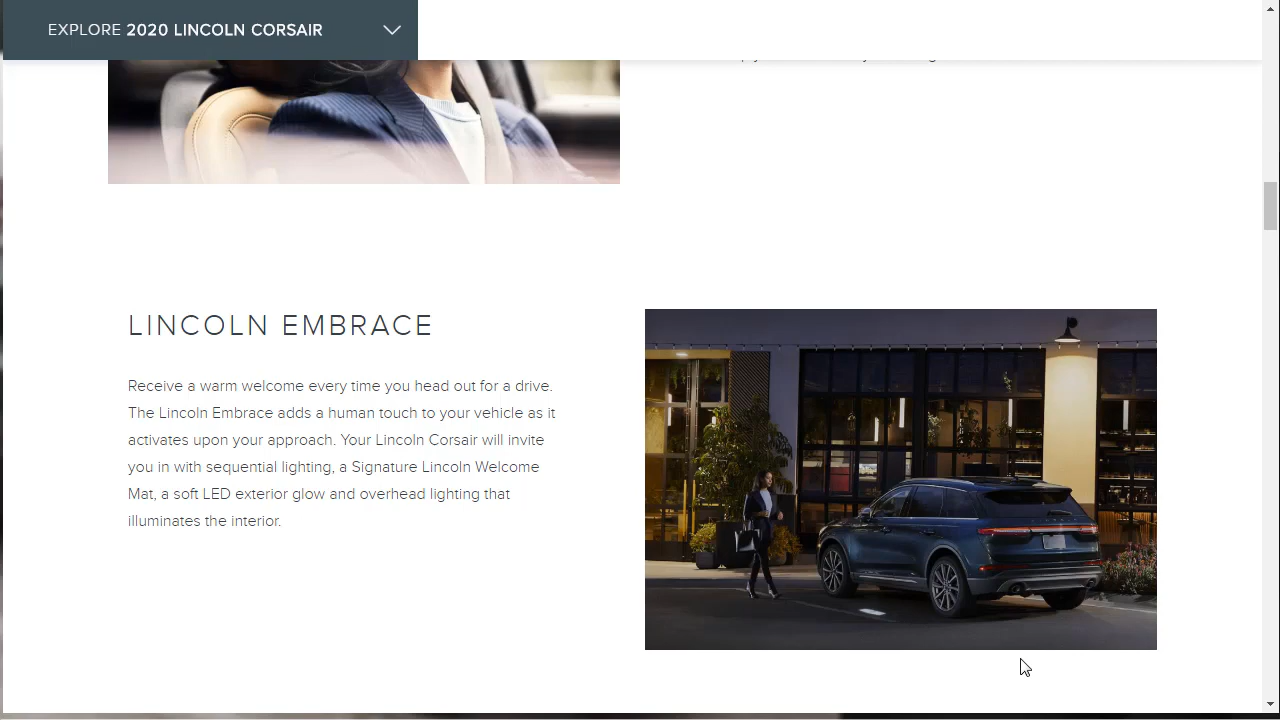 EXPLORE 2020 LINCOLN CORSAIR
LINCOLN EMBRACE
Receive a warm welcome every time you head out for a drive.
The Lincoln Embrace adds a human touch to your vehicle as it
activates upon your approach. Your Lincoln Corsair will invite
you in with sequential lighting, a Signature Lincoln Welcome
Mat, a soft LED exterior glow and overhead lighting that
illuminates the interior.